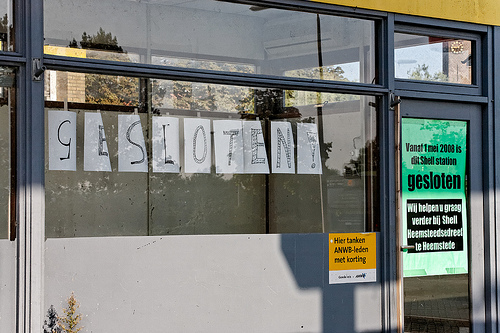 GESLOTEN!
Vanaf 1 mei 2008 is
dit Shell station
gesloten
Wij helpen u graag
verder bij Shell
Heemsteedsedreef
te Heemstede
Hier tanken
ANWB-leden
met korting